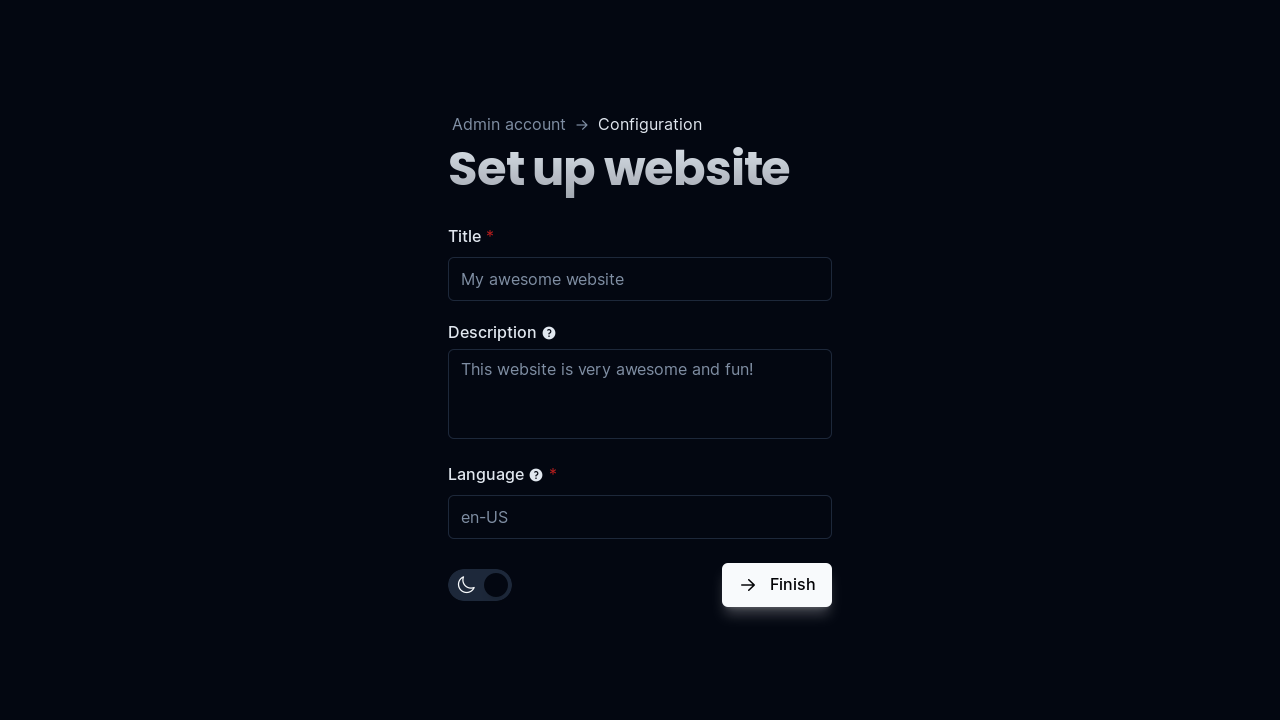 Admin account → Configuration
Set up website
Title *
My awesome website
Description ?
This website is very awesome and fun!
Language ? *
en-US
→ Finish